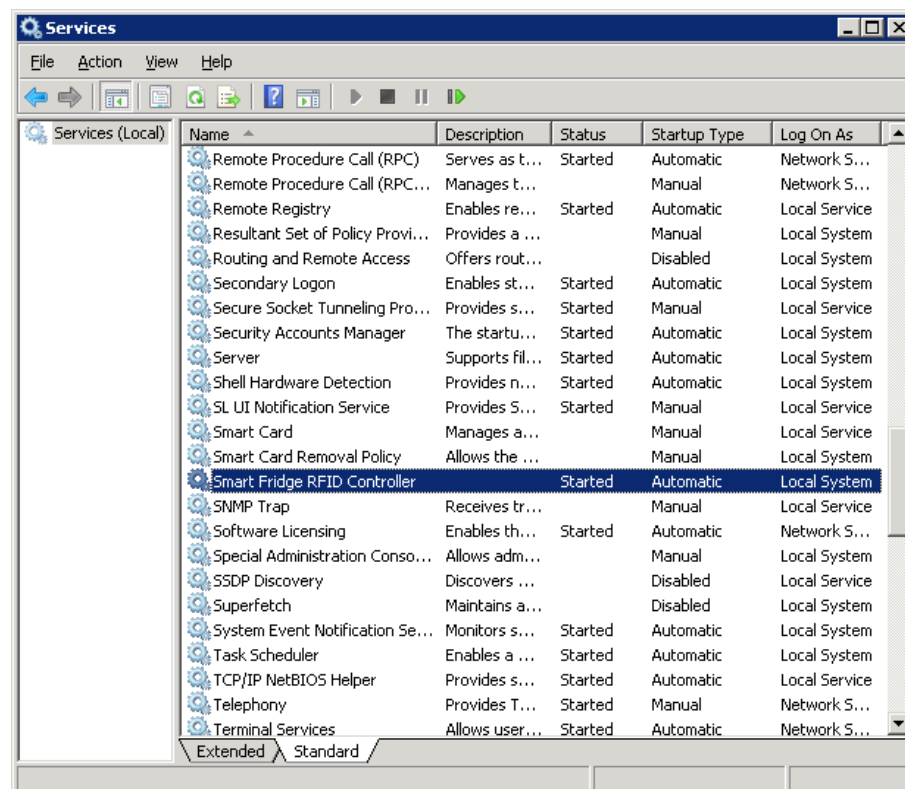 Services
File Action View Help
Services (Local)
Name Description Status Startup Type Log On As
Remote Procedure Call (RPC) Serves as t... Started Automatic Network S...
Remote Procedure Call (RPC... Manages t... Manual Network S...
Remote Registry Enables re... Started Automatic Local Service
Resultant Set of Policy Provi... Provides a ... Manual Local System
Routing and Remote Access Offers rout... Disabled Local System
Secondary Logon Enables st... Started Automatic Local System
Secure Socket Tunneling Pro... Provides s... Started Manual Local Service
Security Accounts Manager The startu... Started Automatic Local System
Server Supports fil... Started Automatic Local System
Shell Hardware Detection Provides n... Started Automatic Local System
SL UI Notification Service Provides S... Started Manual Local Service
Smart Card Manages a... Manual Local Service
Smart Card Removal Policy Allows the ... Manual Local System
Smart Fridge RFID Controller Started Automatic Local System
SNMP Trap Receives tr... Manual Local Service
Software Licensing Enables th... Started Automatic Network S...
Special Administration Conso... Allows adm... Manual Local System
SSDP Discovery Discovers ... Disabled Local Service
Superfetch Maintains a... Disabled Local System
System Event Notification Se... Monitors s... Started Automatic Local System
Task Scheduler Enables a ... Started Automatic Local System
TCP/IP NetBIOS Helper Provides s... Started Automatic Local Service
Telephony Provides T... Started Manual Network S...
Terminal Services Allows user... Started Automatic Network S...
Extended Standard